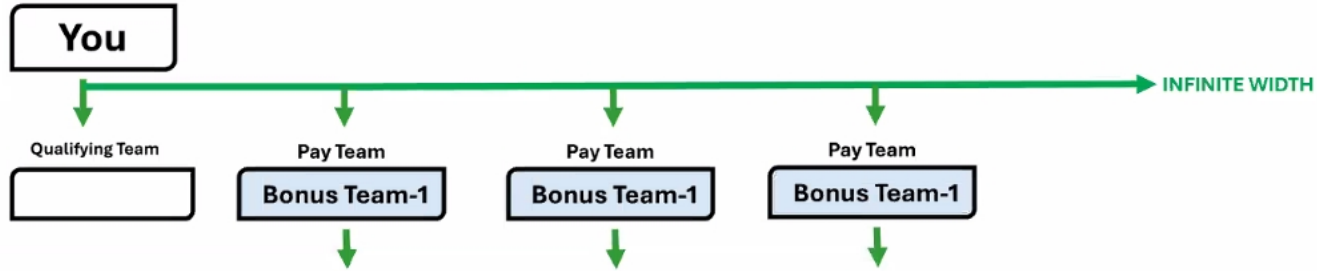 You
INFINITE WIDTH
Qualifying Team
Pay Team
Pay Team
Pay Team
Bonus Team-1
Bonus Team-1
Bonus Team-1